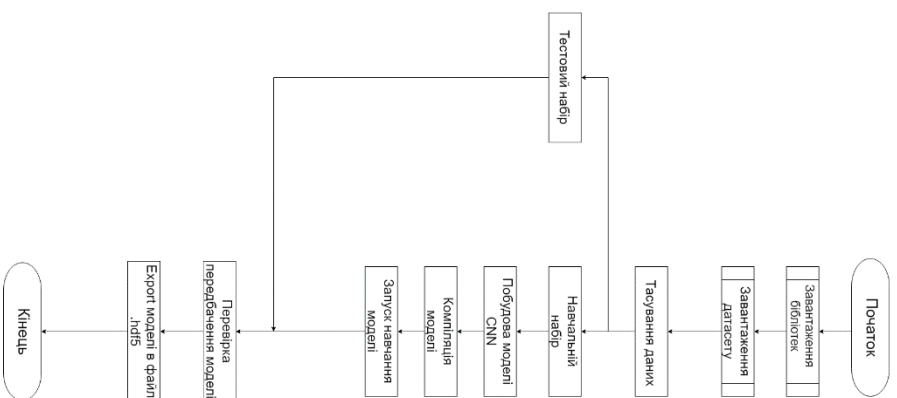 Початок
Завантаження
бібліотек
Завантаження
датасету
Тасування даних
Тестовий набір
Навчальній
набір
Побудова моделі
CNN
Компіляція
моделі
Запуск навчання
моделі
Перевірка
передбачення моделі
Export моделі в файл
.hdf5
Кінець